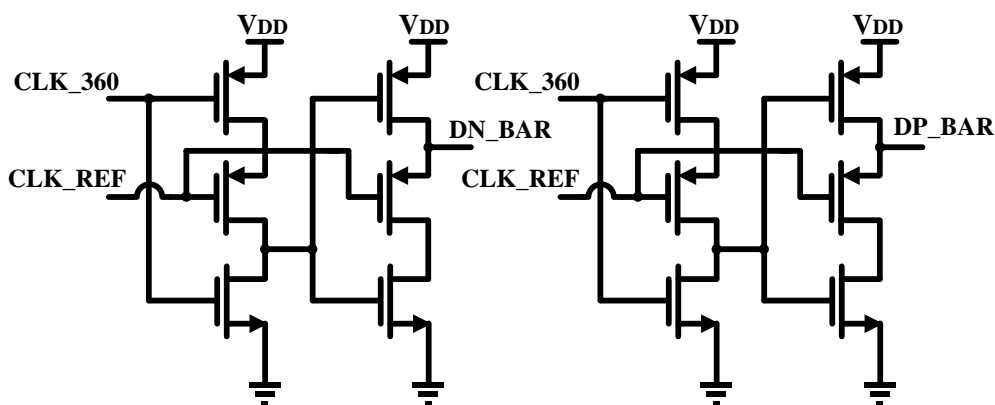 VDD VDD VDD VDD
CLK_360 CLK_360
DN_BAR DP_BAR
CLK_REF CLK_REF